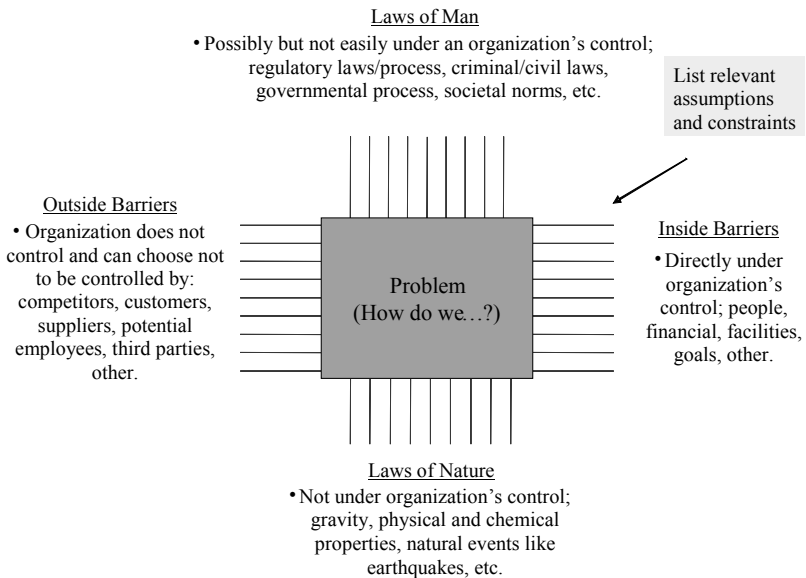 Laws of Man
• Possibly but not easily under an organization’s control;
regulatory laws/process, criminal/civil laws,
governmental process, societal norms, etc.
List relevant
assumptions
and constraints
Outside Barriers
• Organization does not
control and can choose not
to be controlled by:
competitors, customers,
suppliers, potential
employees, third parties,
other.
Problem
(How do we…?)
Inside Barriers
• Directly under
organization’s
control; people,
financial, facilities,
goals, other.
Laws of Nature
• Not under organization’s control;
gravity, physical and chemical
properties, natural events like
earthquakes, etc.